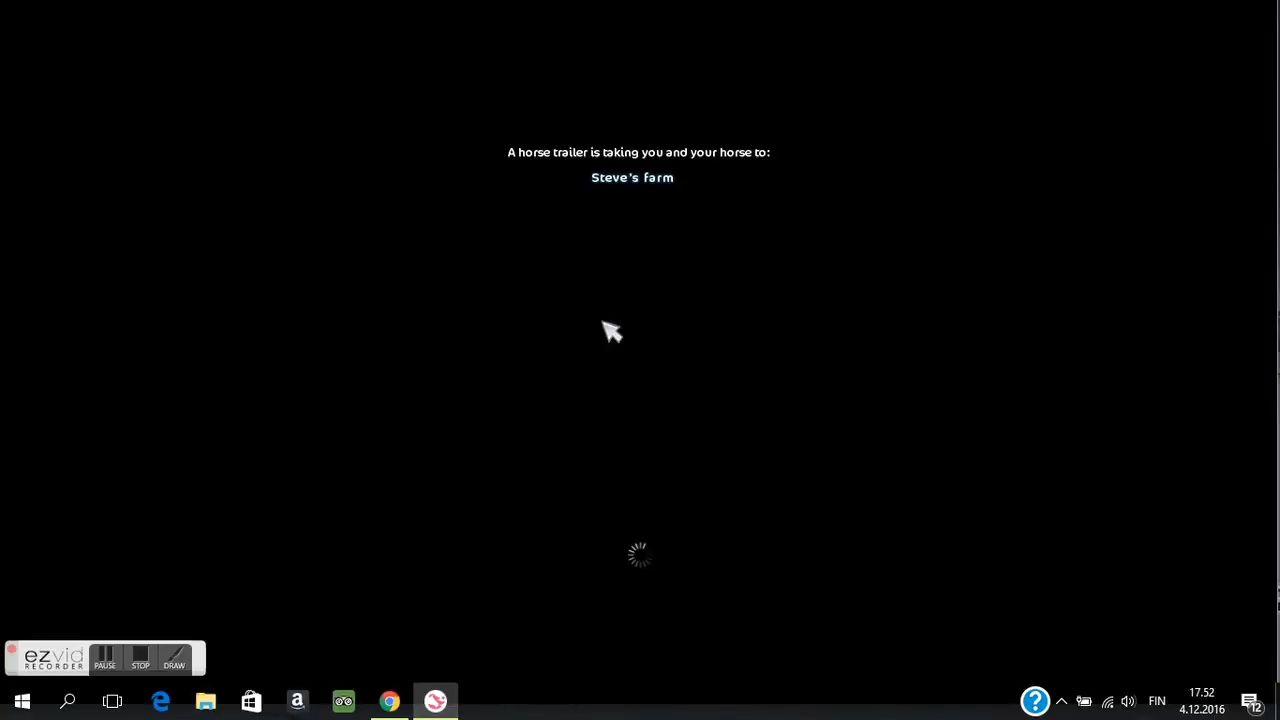 A horse trailer is taking you and your horse to:
Steve's farm
ezvid
RECORDER
PAUSE
STOP
DRAW
FIN
17.52
4.12.2016
12